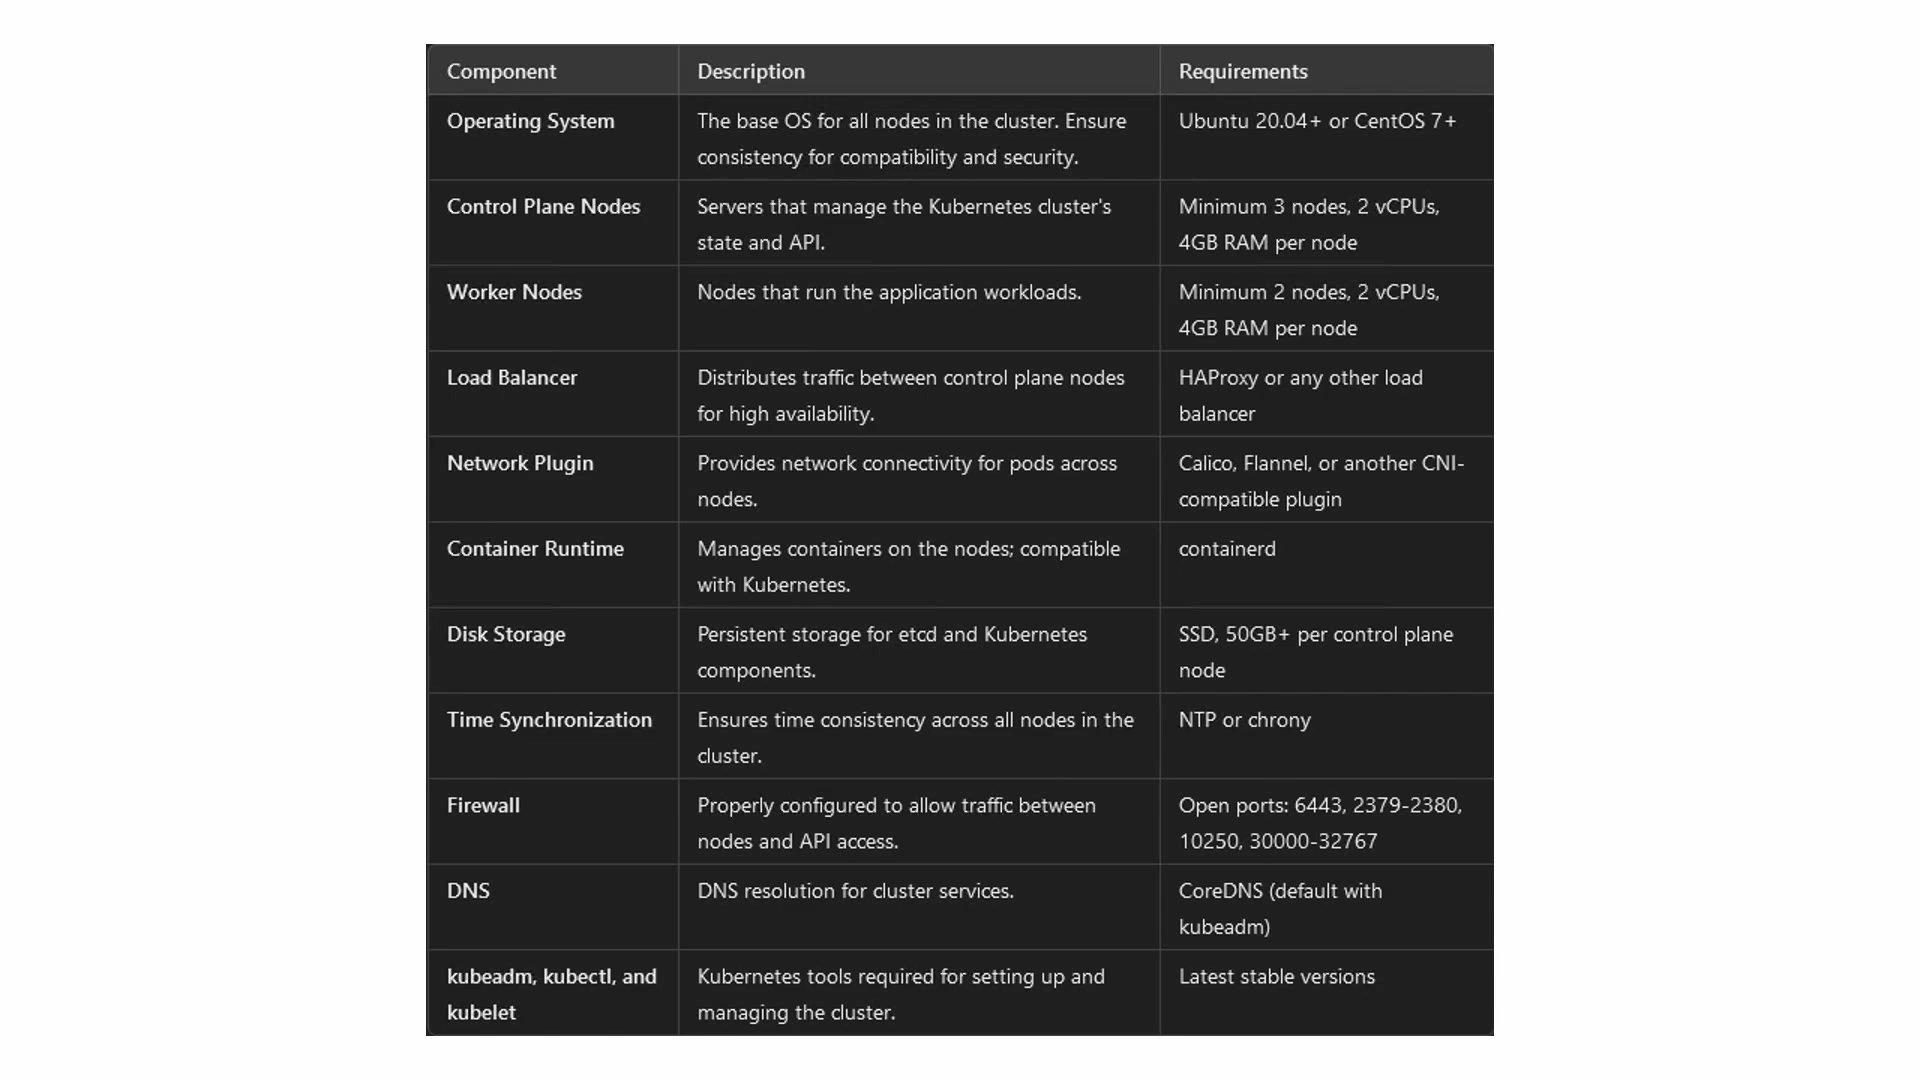 Component
Description
Requirements
Operating System
The base OS for all nodes in the cluster. Ensure
consistency for compatibility and security.
Ubuntu 20.04+ or CentOS 7+
Control Plane Nodes
Servers that manage the Kubernetes cluster's
state and API.
Minimum 3 nodes, 2 vCPUs,
4GB RAM per node
Worker Nodes
Nodes that run the application workloads.
Minimum 2 nodes, 2 vCPUs,
4GB RAM per node
Load Balancer
Distributes traffic between control plane nodes
for high availability.
HAProxy or any other load
balancer
Network Plugin
Provides network connectivity for pods across
nodes.
Calico, Flannel, or another CNI-
compatible plugin
Container Runtime
Manages containers on the nodes; compatible
with Kubernetes.
containerd
Disk Storage
Persistent storage for etcd and Kubernetes
components.
SSD, 50GB+ per control plane
node
Time Synchronization
Ensures time consistency across all nodes in the
cluster.
NTP or chrony
Firewall
Properly configured to allow traffic between
nodes and API access.
Open ports: 6443, 2379-2380,
10250, 30000-32767
DNS
DNS resolution for cluster services.
CoreDNS (default with
kubeadm)
kubeadm, kubectl, and
kubelet
Kubernetes tools required for setting up and
managing the cluster.
Latest stable versions